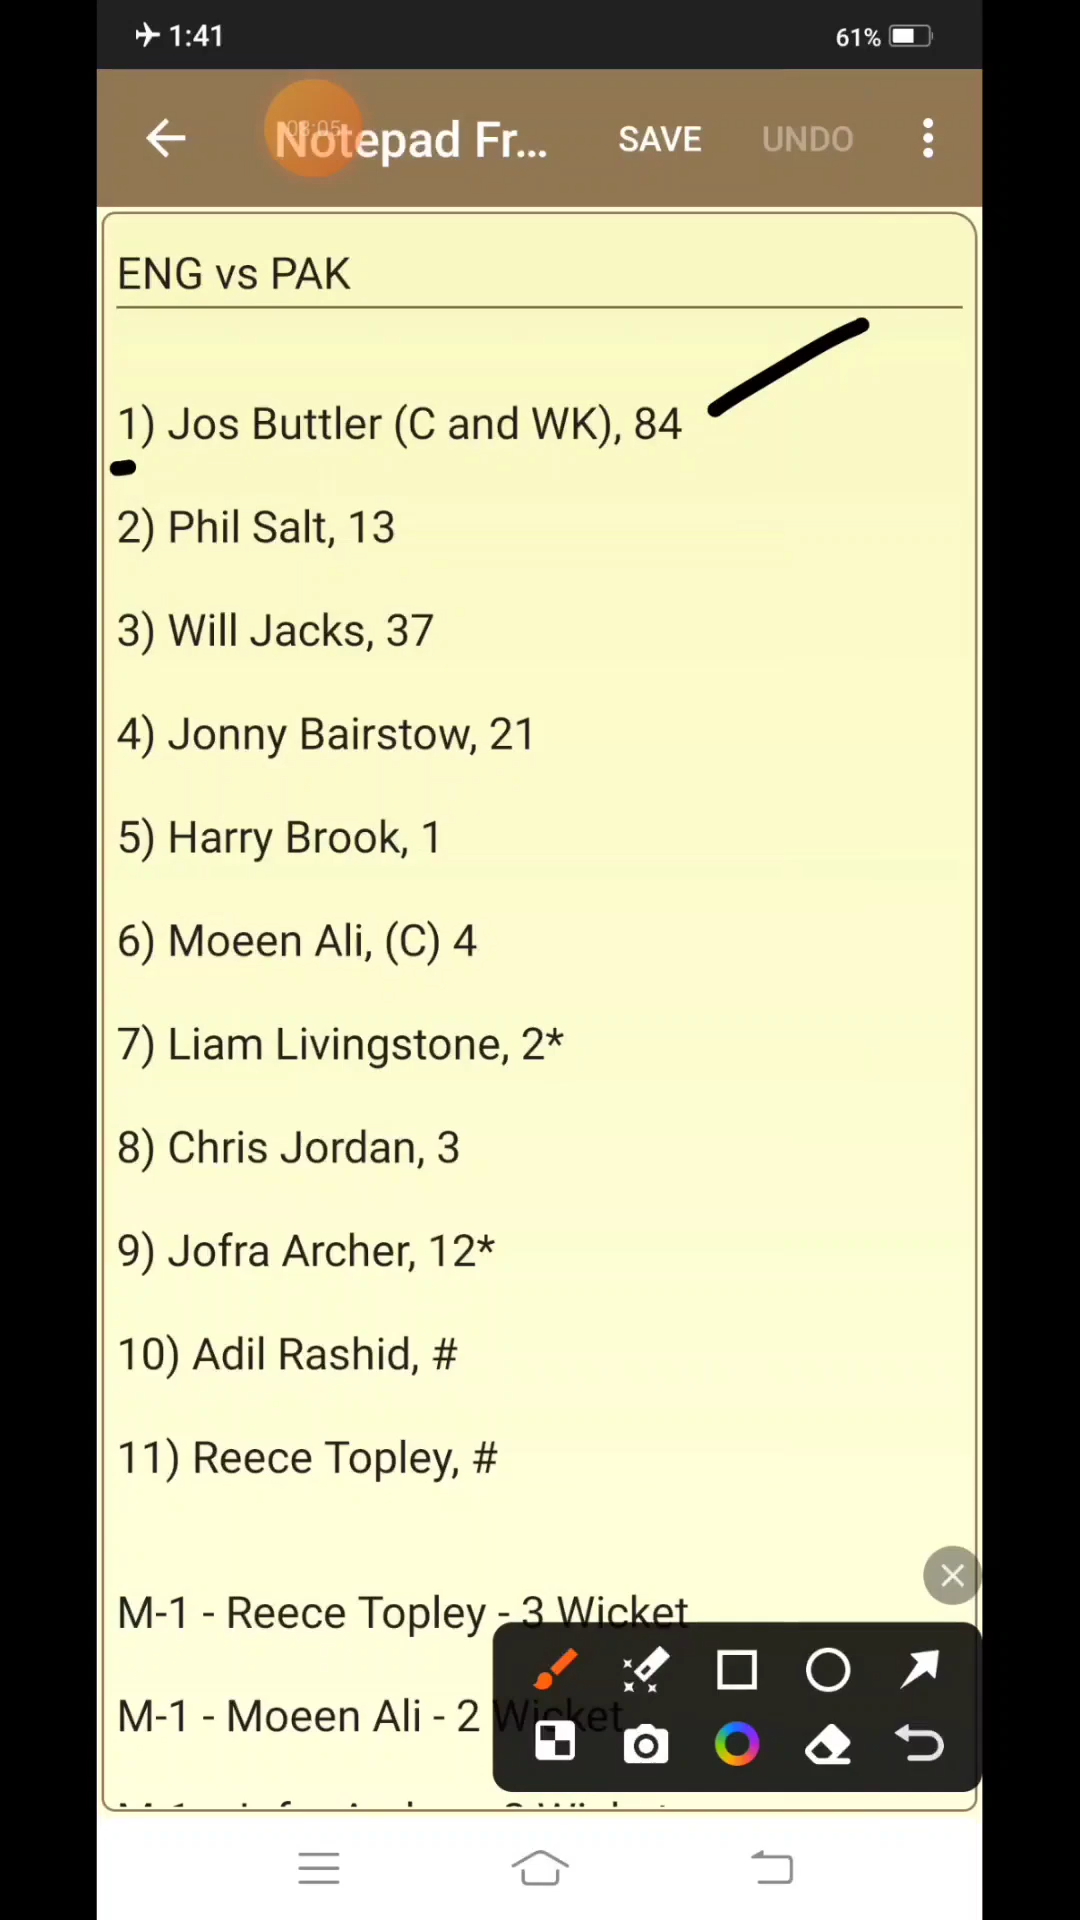 1:41
61%
03:05
Notepad Fr...
SAVE
UNDO
ENG vs PAK
1) Jos Buttler (C and WK), 84
2) Phil Salt, 13
3) Will Jacks, 37
4) Jonny Bairstow, 21
5) Harry Brook, 1
6) Moeen Ali, (C) 4
7) Liam Livingstone, 2*
8) Chris Jordan, 3
9) Jofra Archer, 12*
10) Adil Rashid, #
11) Reece Topley, #
M-1 - Reece Topley - 3 Wicket
M-1 - Moeen Ali - 2 Wicket